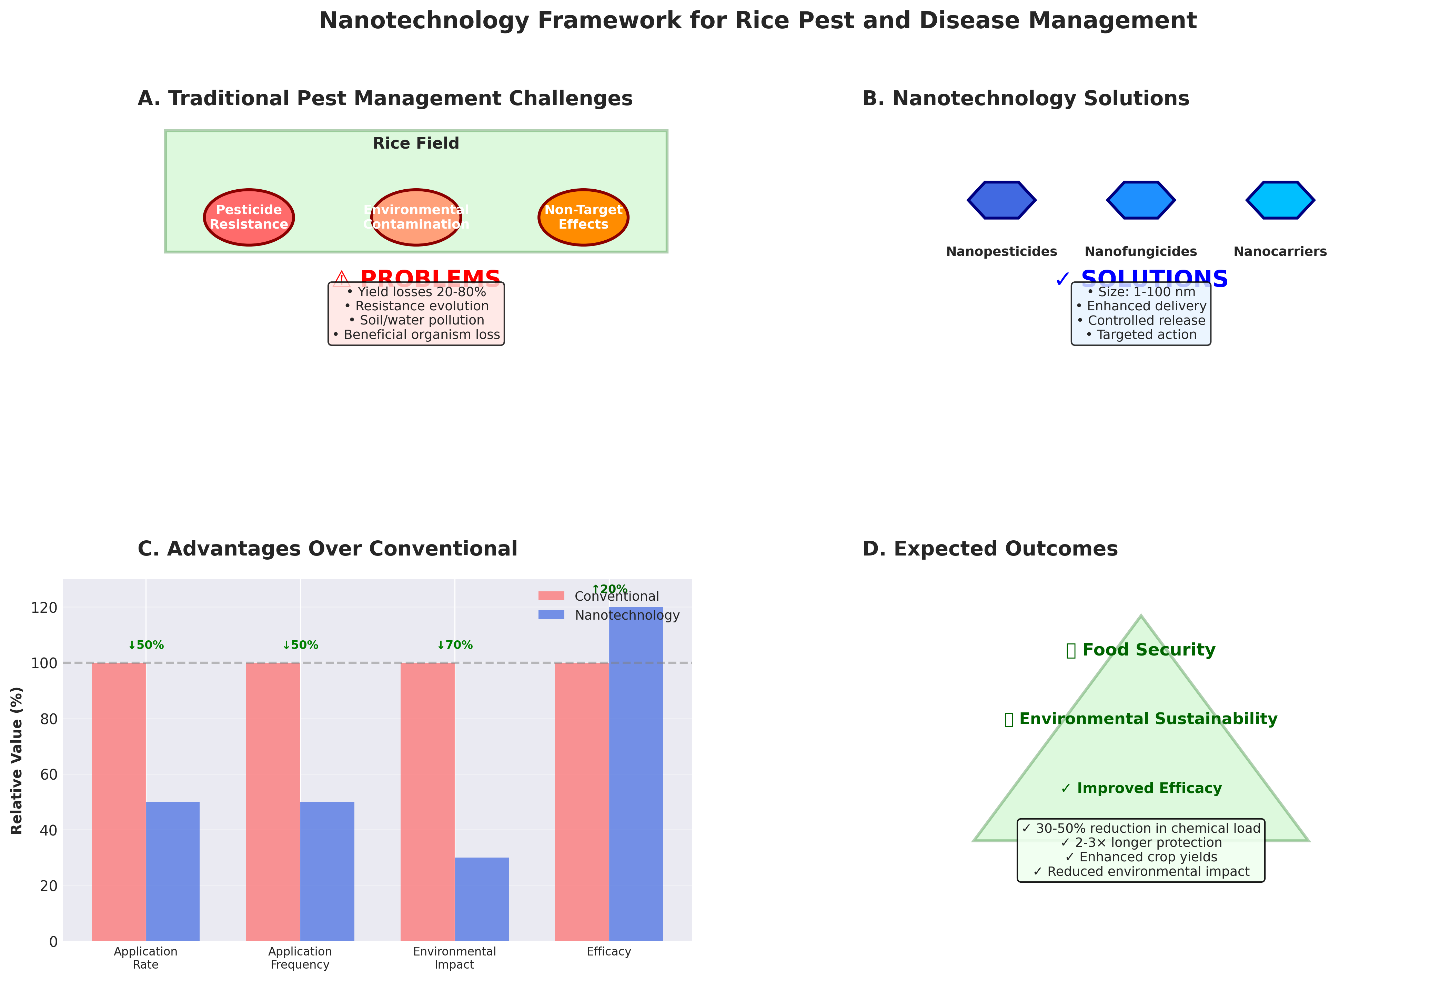 Nanotechnology Framework for Rice Pest and Disease Management
A. Traditional Pest Management Challenges
Rice Field
Pesticide
Resistance
Environmental
Contamination
Non-Target
Effects
⚠ PROBLEMS
• Yield losses 20-80%
• Resistance evolution
• Soil/water pollution
• Beneficial organism loss
B. Nanotechnology Solutions
Nanopesticides
Nanofungicides
Nanocarriers
✓ SOLUTIONS
• Size: 1-100 nm
• Enhanced delivery
• Controlled release
• Targeted action
C. Advantages Over Conventional
Relative Value (%)
120
100
80
60
40
20
0
↓50%
↓50%
↓70%
↑20%
Conventional
Nanotechnology
Application
Rate
Application
Frequency
Environmental
Impact
Efficacy
D. Expected Outcomes
Food Security
Environmental Sustainability
✓ Improved Efficacy
✓ 30-50% reduction in chemical load
✓ 2-3× longer protection
✓ Enhanced crop yields
✓ Reduced environmental impact